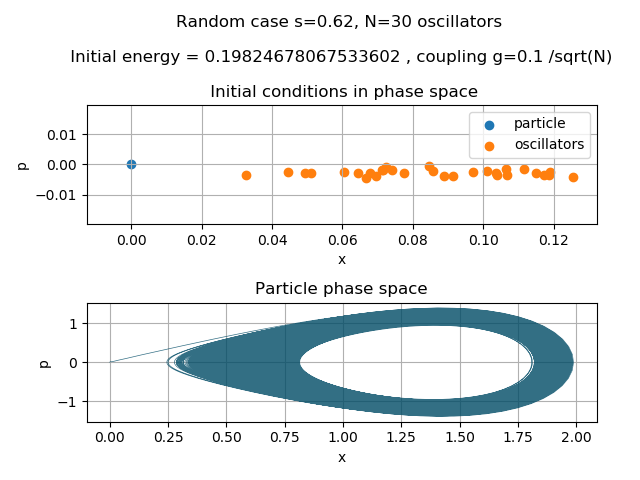 Random case s=0.62, N=30 oscillators
Initial energy = 0.19824678067533602 , coupling g=0.1 /sqrt(N)
Initial conditions in phase space
particle
oscillators
0.01
0.00
−0.01
p
0.00 0.02 0.04 0.06 0.08 0.10 0.12
x
Particle phase space
1
0
−1
p
0.00 0.25 0.50 0.75 1.00 1.25 1.50 1.75 2.00
x